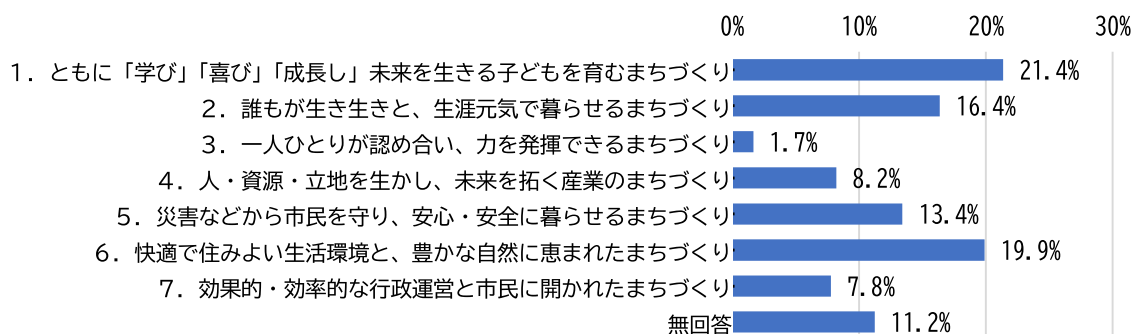 0% 10% 20% 30%
1．ともに「学び」「喜び」「成長し」未来を生きる子どもを育むまちづくり 21.4%
2．誰もが生き生きと、生涯元気で暮らせるまちづくり 16.4%
3．一人ひとりが認め合い、力を発揮できるまちづくり 1.7%
4．人・資源・立地を生かし、未来を拓く産業のまちづくり 8.2%
5．災害などから市民を守り、安心・安全に暮らせるまちづくり 13.4%
6．快適で住みよい生活環境と、豊かな自然に恵まれたまちづくり 19.9%
7．効果的・効率的な行政運営と市民に開かれたまちづくり 7.8%
無回答 11.2%